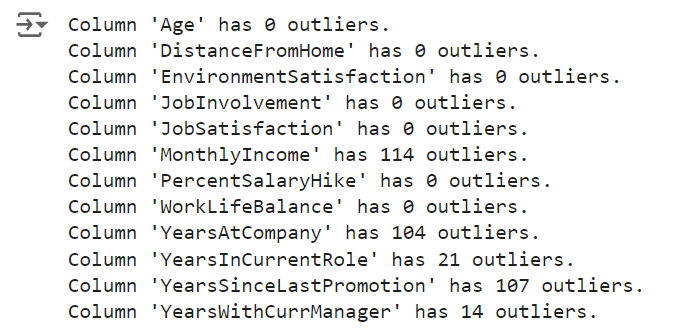 Column 'Age' has 0 outliers.
Column 'DistanceFromHome' has 0 outliers.
Column 'EnvironmentSatisfaction' has 0 outliers.
Column 'JobInvolvement' has 0 outliers.
Column 'JobSatisfaction' has 0 outliers.
Column 'MonthlyIncome' has 114 outliers.
Column 'PercentSalaryHike' has 0 outliers.
Column 'WorkLifeBalance' has 0 outliers.
Column 'YearsAtCompany' has 104 outliers.
Column 'YearsInCurrentRole' has 21 outliers.
Column 'YearsSinceLastPromotion' has 107 outliers.
Column 'YearsWithCurrManager' has 14 outliers.